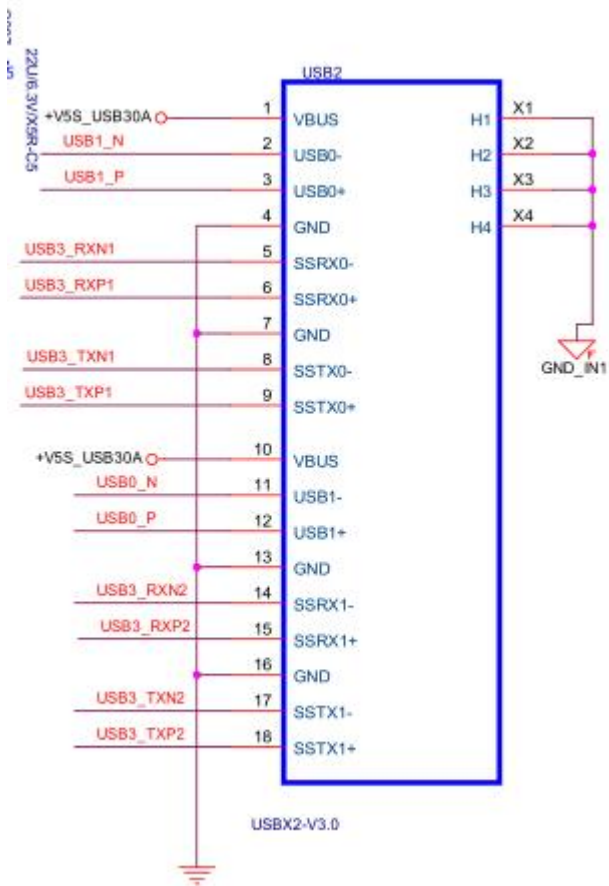 22U/6.3V/X5R-C5
USB2
+V5S_USB30A 1 VBUS H1 X1
USB1_N 2 USB0- H2 X2
USB1_P 3 USB0+ H3 X3
4 GND H4 X4
USB3_RXN1 5 SSRX0-
USB3_RXP1 6 SSRX0+
7 GND
GND_IN1
USB3_TXN1 8 SSTX0-
USB3_TXP1 9 SSTX0+
+V5S_USB30A 10 VBUS
USB0_N 11 USB1-
USB0_P 12 USB1+
13 GND
USB3_RXN2 14 SSRX1-
USB3_RXP2 15 SSRX1+
16 GND
USB3_TXN2 17 SSTX1-
USB3_TXP2 18 SSTX1+
USBX2-V3.0